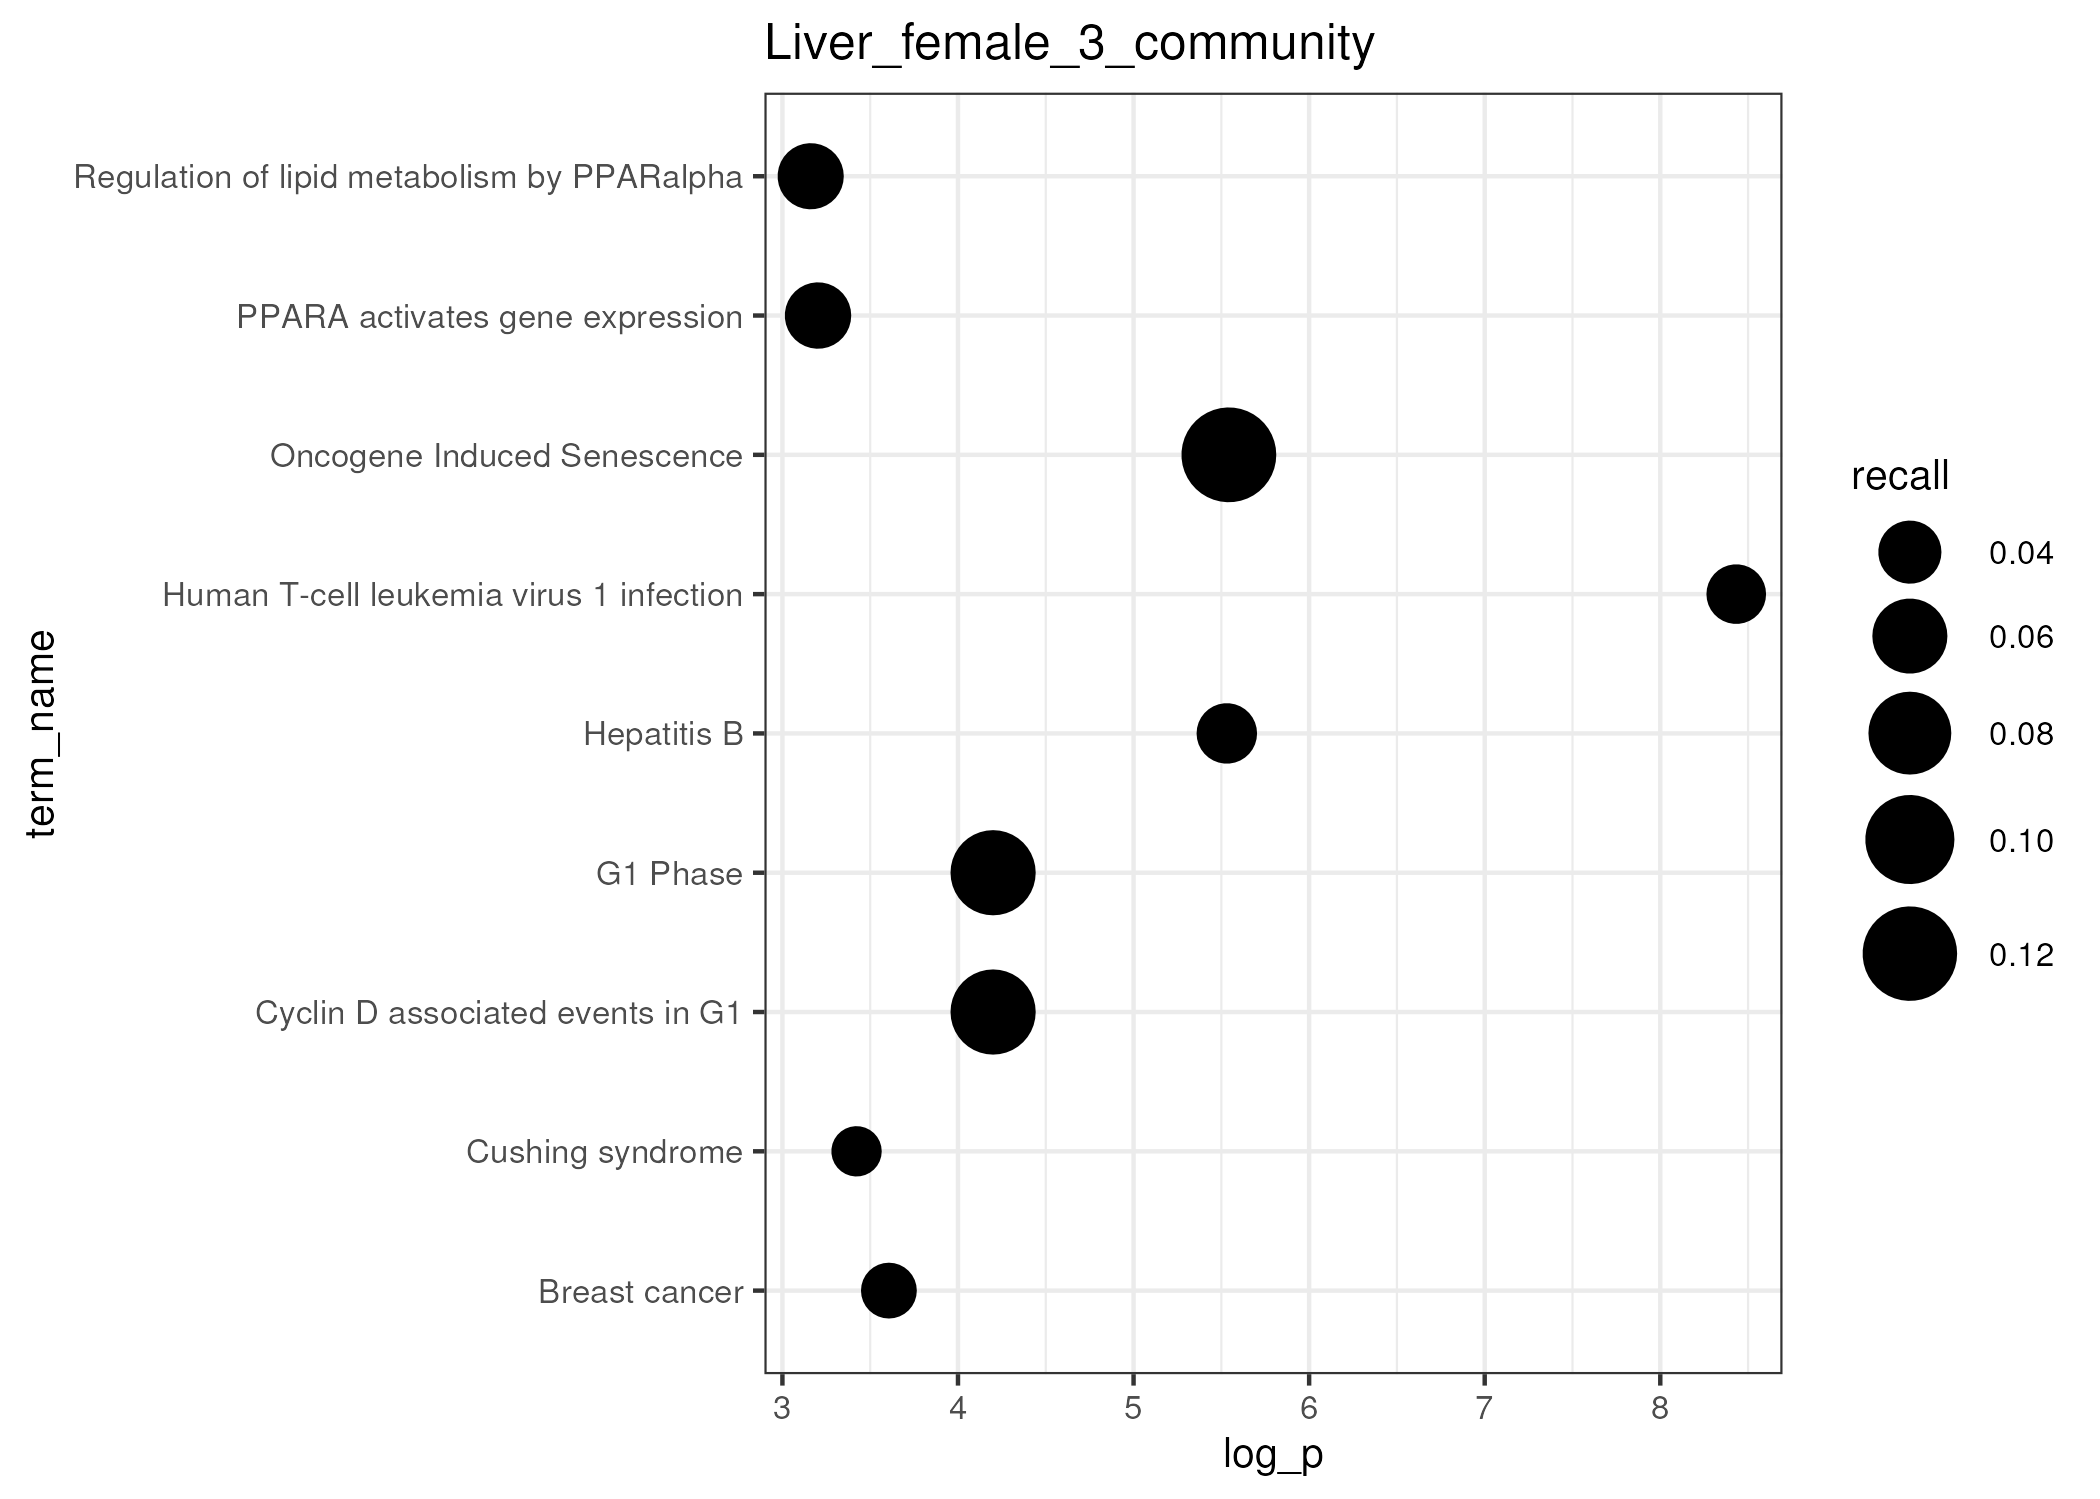 Liver_female_3_community
Regulation of lipid metabolism by PPARalpha
PPARA activates gene expression
Oncogene Induced Senescence
Human T-cell leukemia virus 1 infection
Hepatitis B
G1 Phase
Cyclin D associated events in G1
Cushing syndrome
Breast cancer
term_name
3 4 5 6 7 8
log_p
recall
0.04
0.06
0.08
0.10
0.12